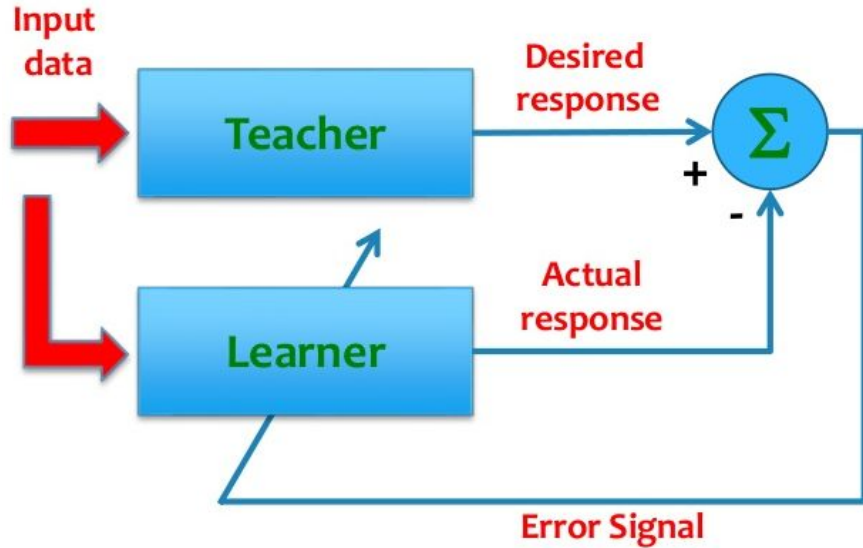 Input
data
Teacher
Desired
response
Σ
+
-
Learner
Actual
response
Error Signal